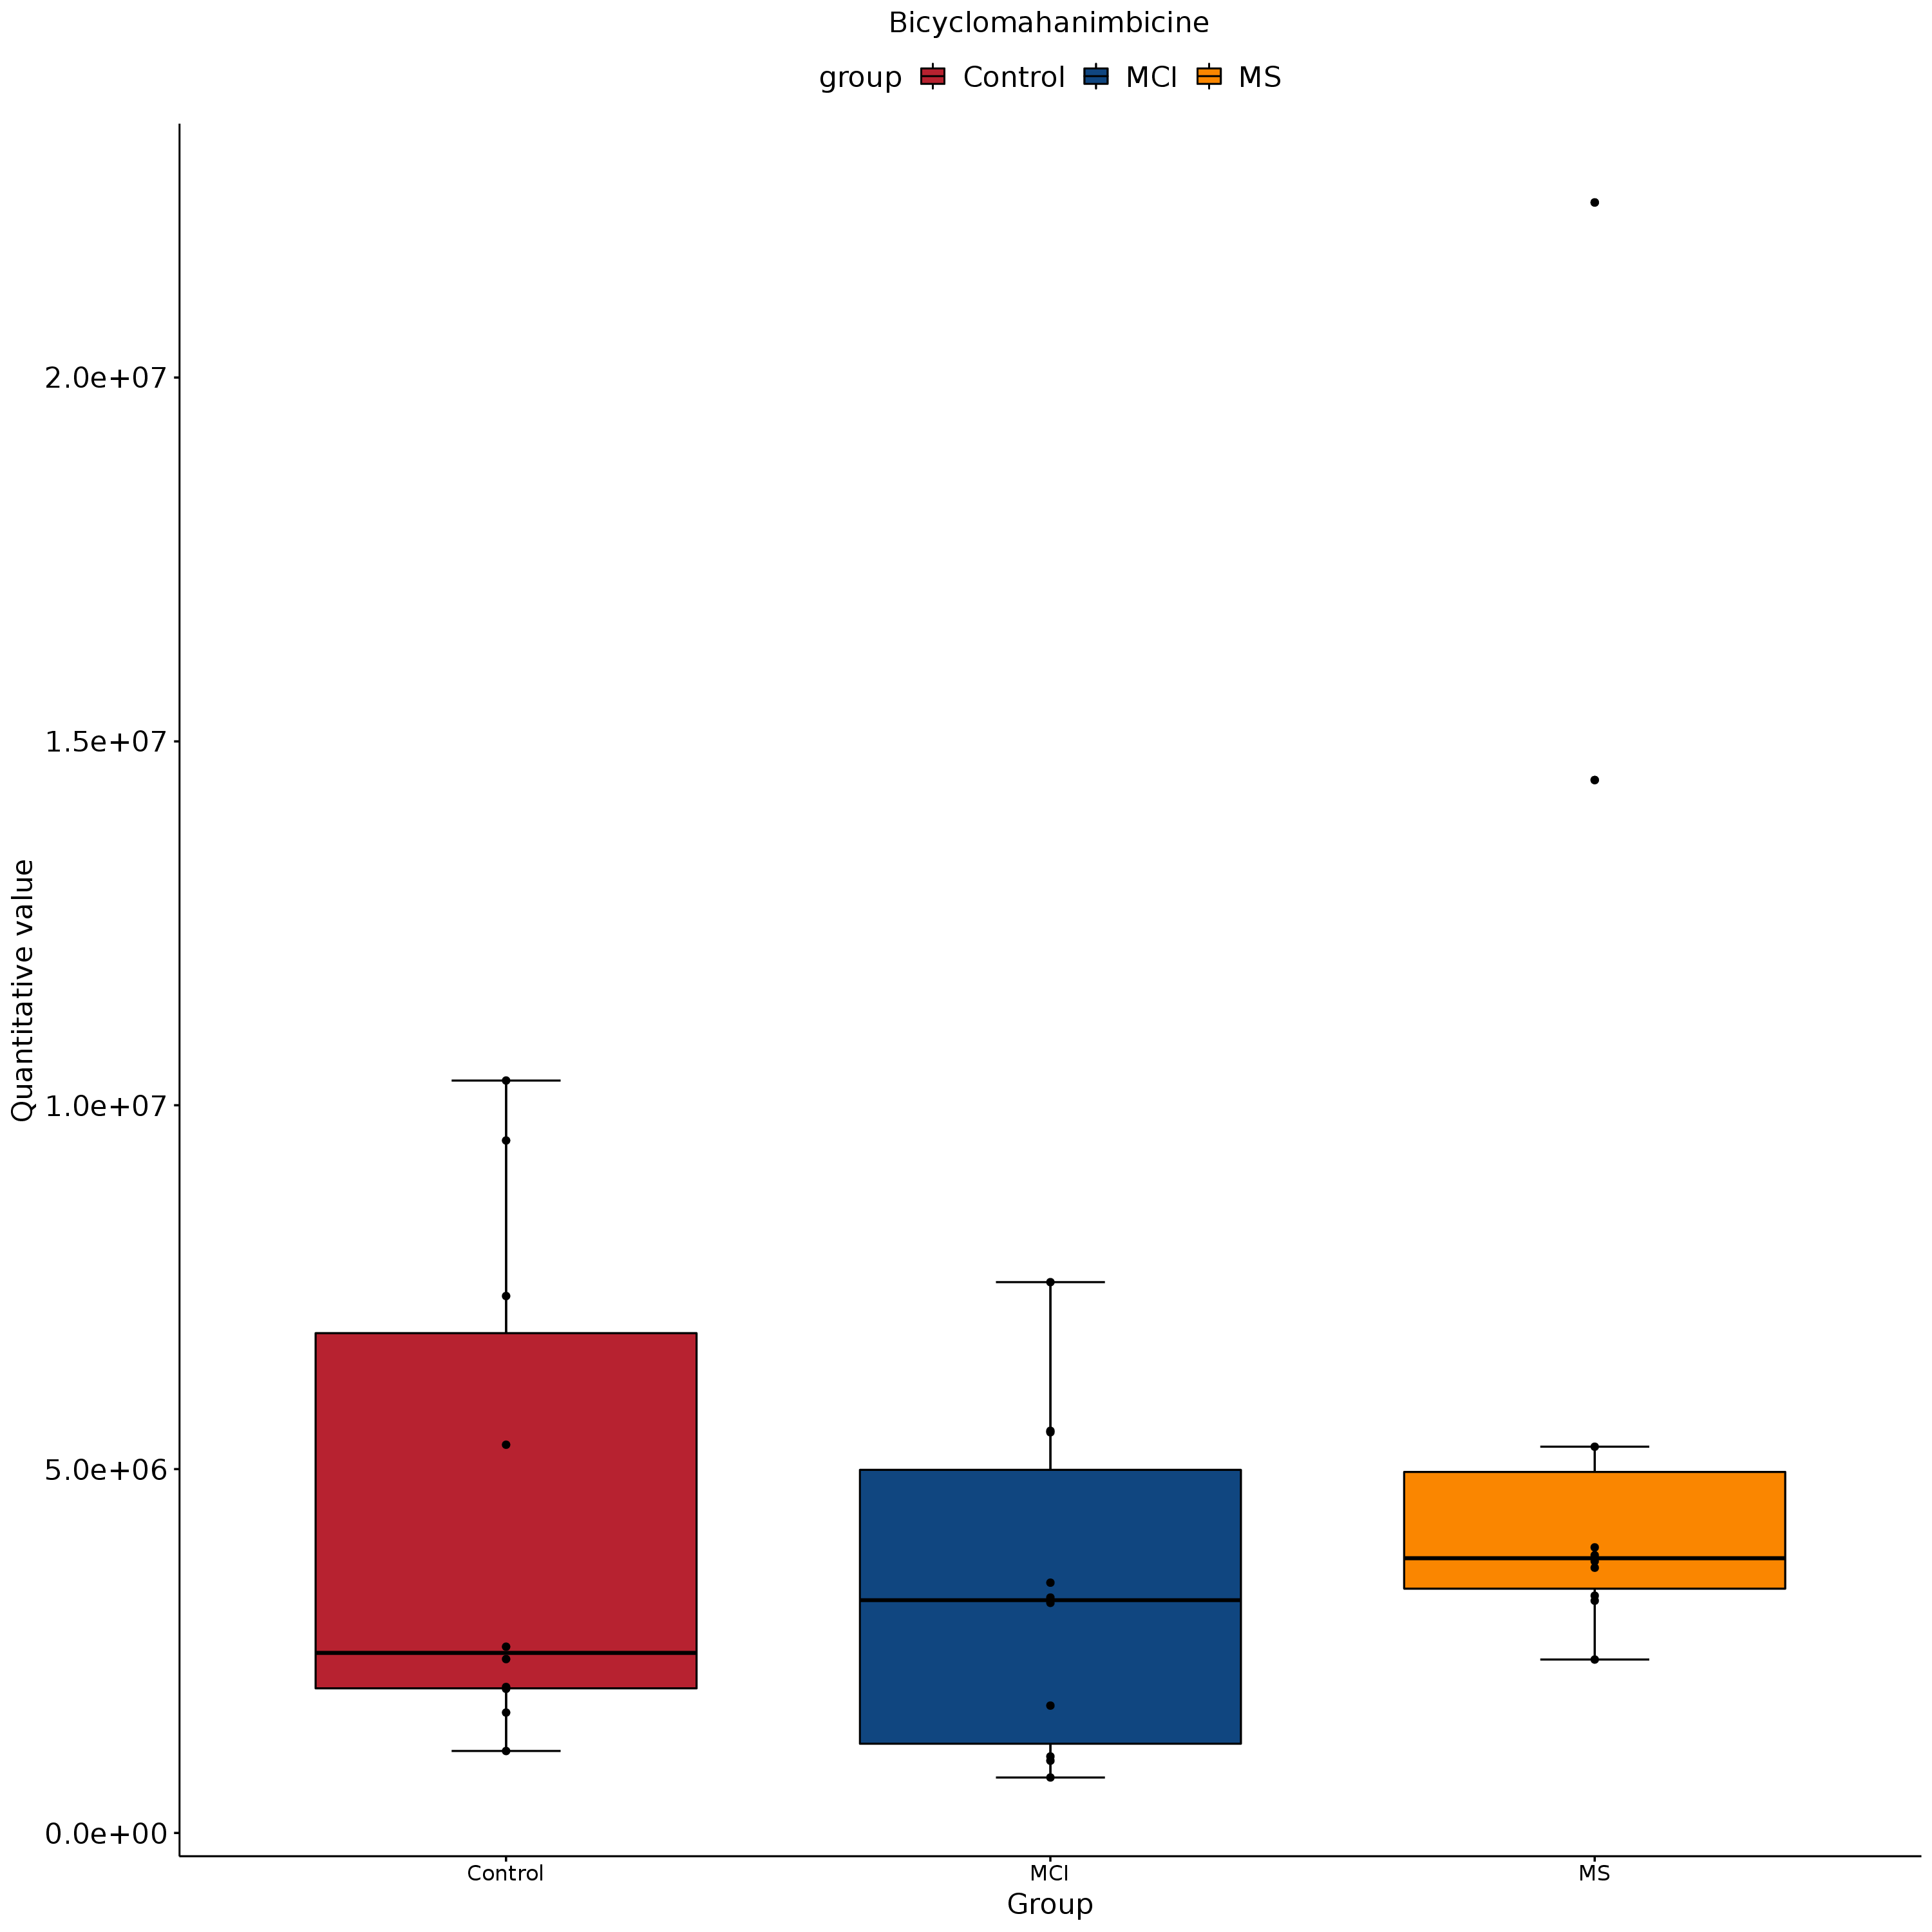 Bicyclomahanimbicine
group Control MCI MS
Quantitative value
2.0e+07
1.5e+07
1.0e+07
5.0e+06
0.0e+00
Control MCI MS
Group